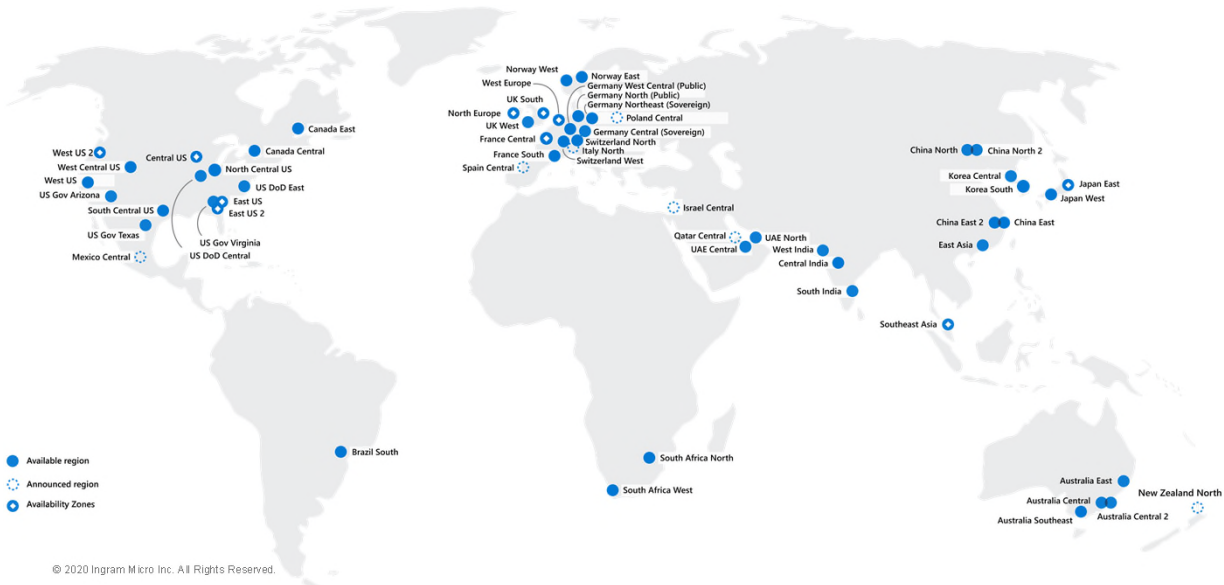 Norway West
Norway East
West Europe
Germany West Central (Public)
Germany North (Public)
UK South
Germany Northeast (Sovereign)
North Europe
Poland Central
UK West
Canada East
Germany Central (Sovereign)
France Central
Switzerland North
Italy North
France South
Switzerland West
Spain Central
West US 2
Central US
Canada Central
West Central US
North Central US
West US
US DoD East
US Gov Arizona
East US
South Central US
East US 2
US Gov Texas
US Gov Virginia
US DoD Central
Mexico Central
China North
China North 2
Korea Central
Korea South
Japan East
Japan West
Israel Central
China East 2
China East
Qatar Central
UAE North
UAE Central
West India
East Asia
Central India
South India
Southeast Asia
Brazil South
South Africa North
South Africa West
Australia East
Australia Central
New Zealand North
Australia Southeast
Australia Central 2
Available region
Announced region
Availability Zones
© 2020 Ingram Micro Inc. All Rights Reserved.